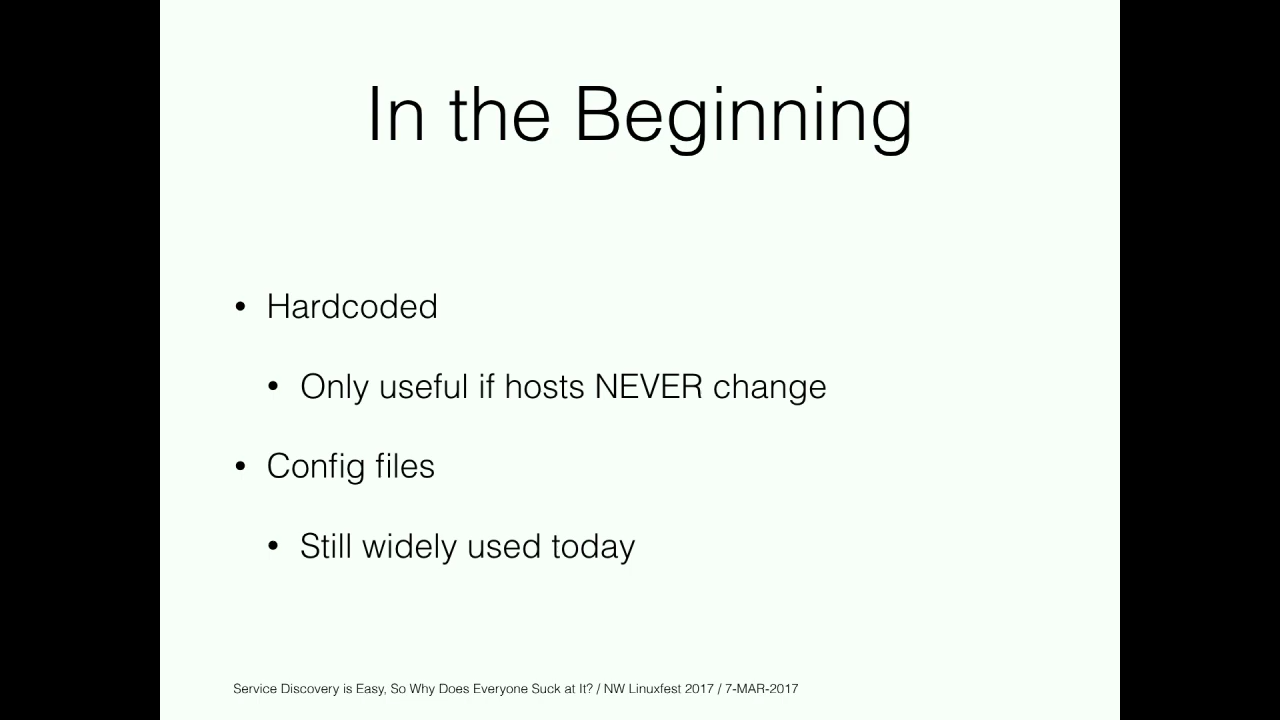 In the Beginning
• Hardcoded
• Only useful if hosts NEVER change
• Config files
• Still widely used today
Service Discovery is Easy, So Why Does Everyone Suck at It? / NW Linuxfest 2017 / 7-MAR-2017